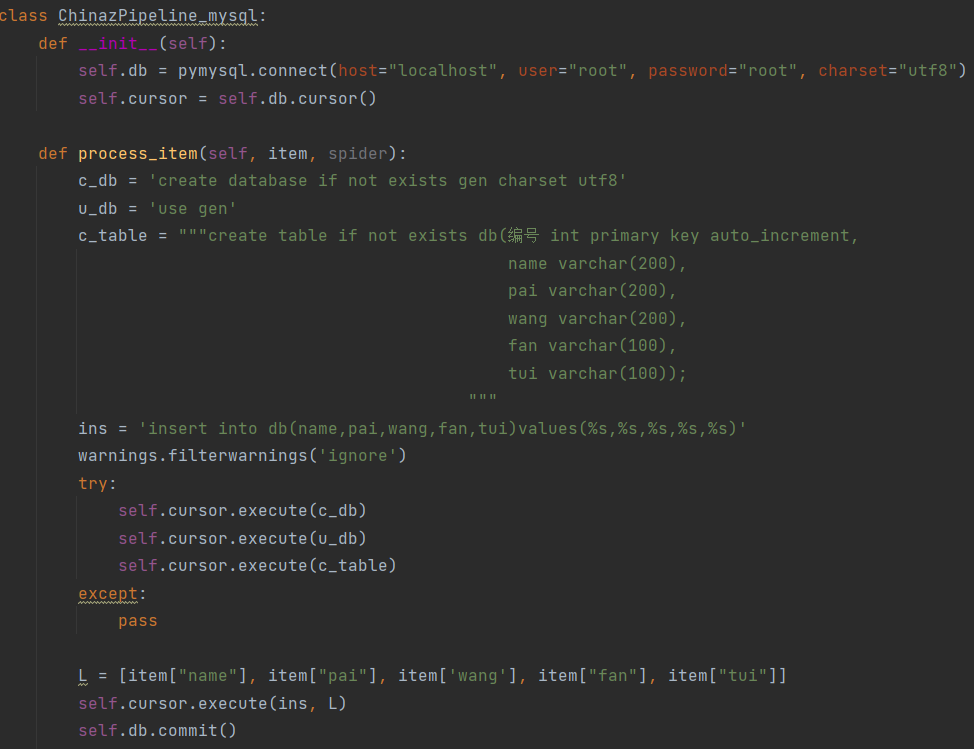 class ChinazPipeline_mysql:
    def __init__(self):
        self.db = pymysql.connect(host="localhost", user="root", password="root", charset="utf8")
        self.cursor = self.db.cursor()

    def process_item(self, item, spider):
        c_db = 'create database if not exists gen charset utf8'
        u_db = 'use gen'
        c_table = """create table if not exists db(编号 int primary key auto_increment,
                                                   name varchar(200),
                                                   pai varchar(200),
                                                   wang varchar(200),
                                                   fan varchar(100),
                                                   tui varchar(100));
                                               """
        ins = 'insert into db(name,pai,wang,fan,tui)values(%s,%s,%s,%s,%s)'
        warnings.filterwarnings('ignore')
        try:
            self.cursor.execute(c_db)
            self.cursor.execute(u_db)
            self.cursor.execute(c_table)
        except:
            pass

        L = [item["name"], item["pai"], item['wang'], item["fan"], item["tui"]]
        self.cursor.execute(ins, L)
        self.db.commit()